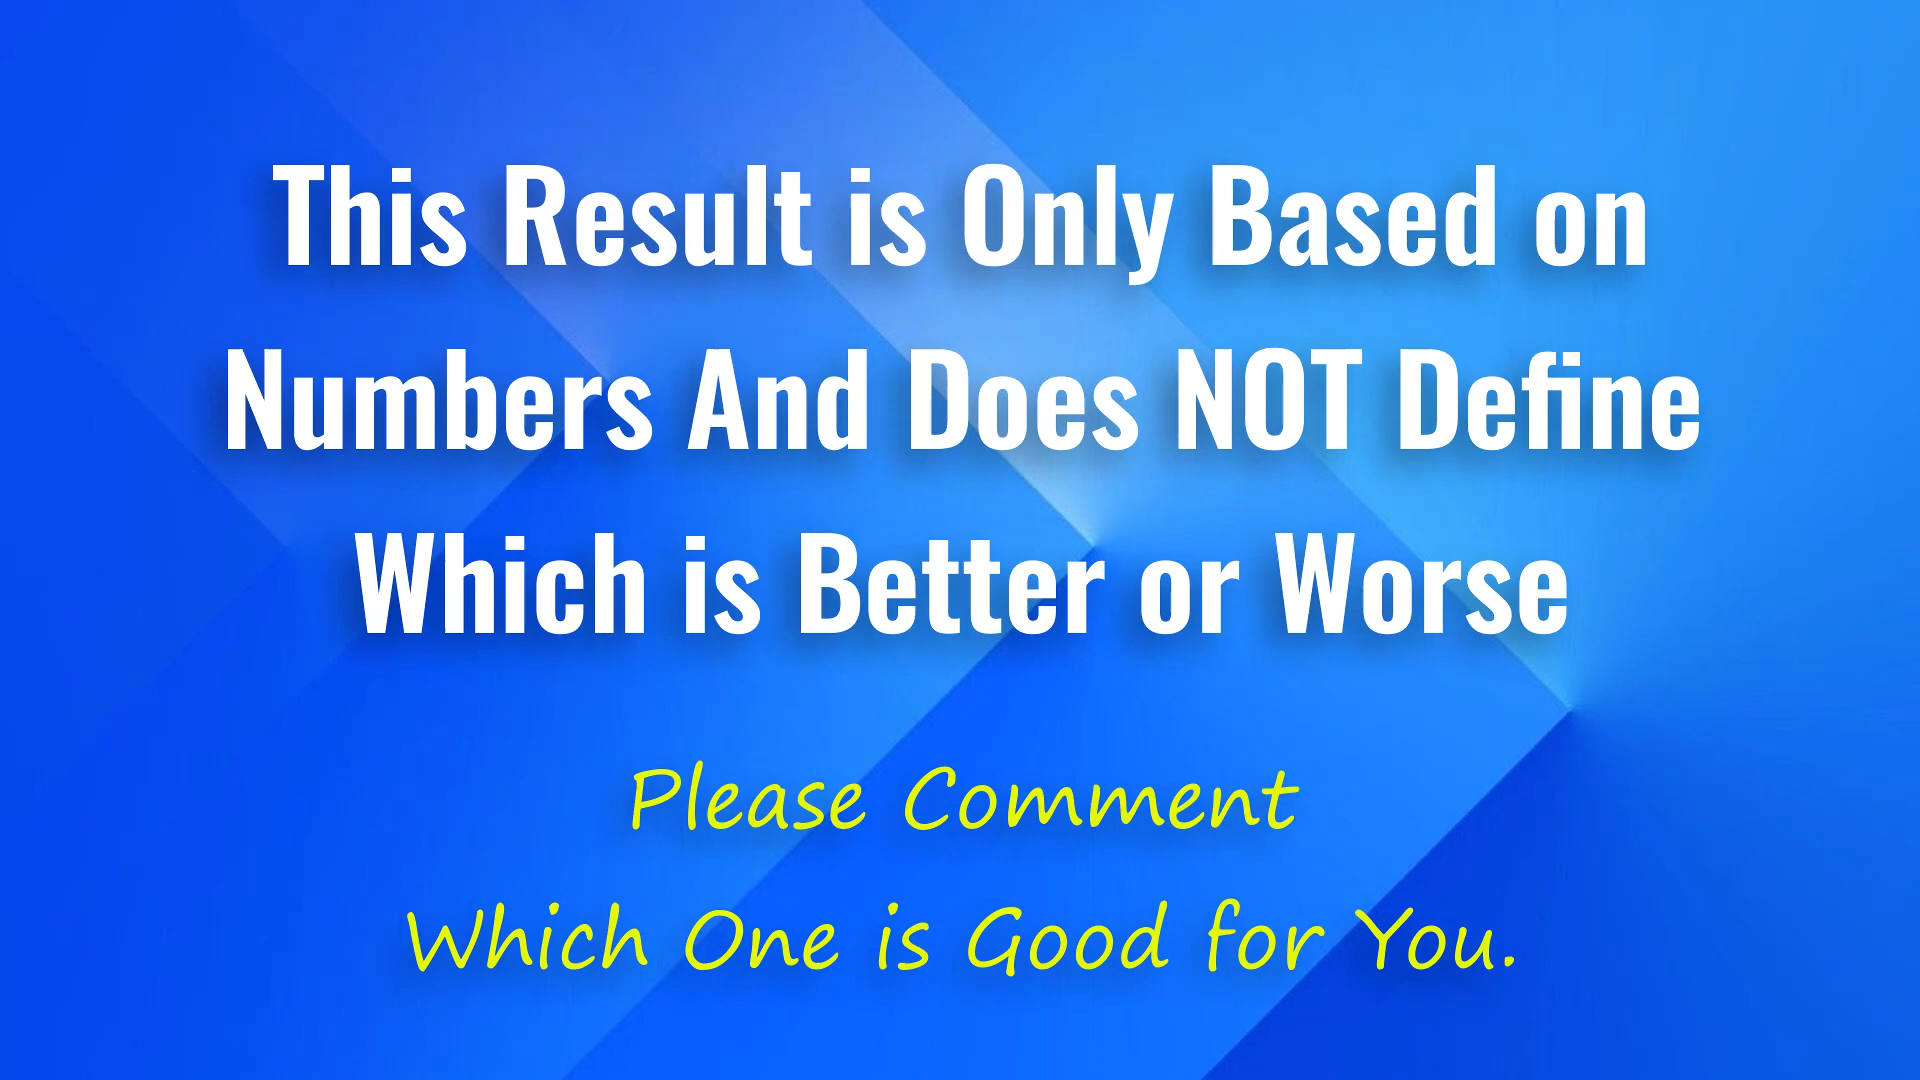 This Result is Only Based on
Numbers And Does NOT Define
Which is Better or Worse
Please Comment
Which One is Good for You.